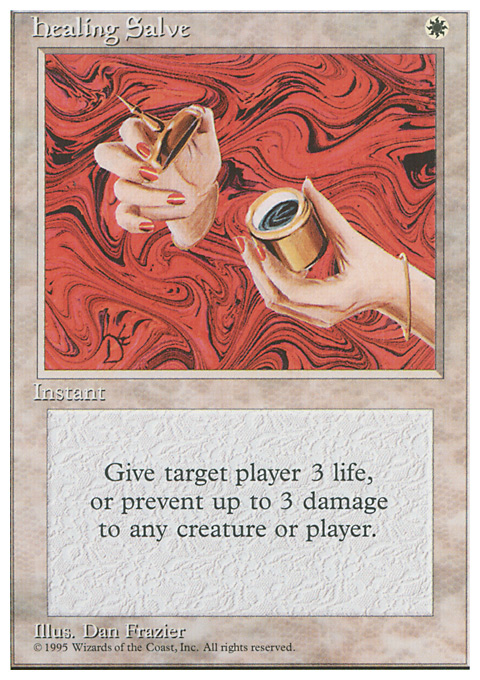 Healing Salve
Instant
Give target player 3 life,
or prevent up to 3 damage
to any creature or player.
Illus. Dan Frazier
© 1995 Wizards of the Coast, Inc. All rights reserved.